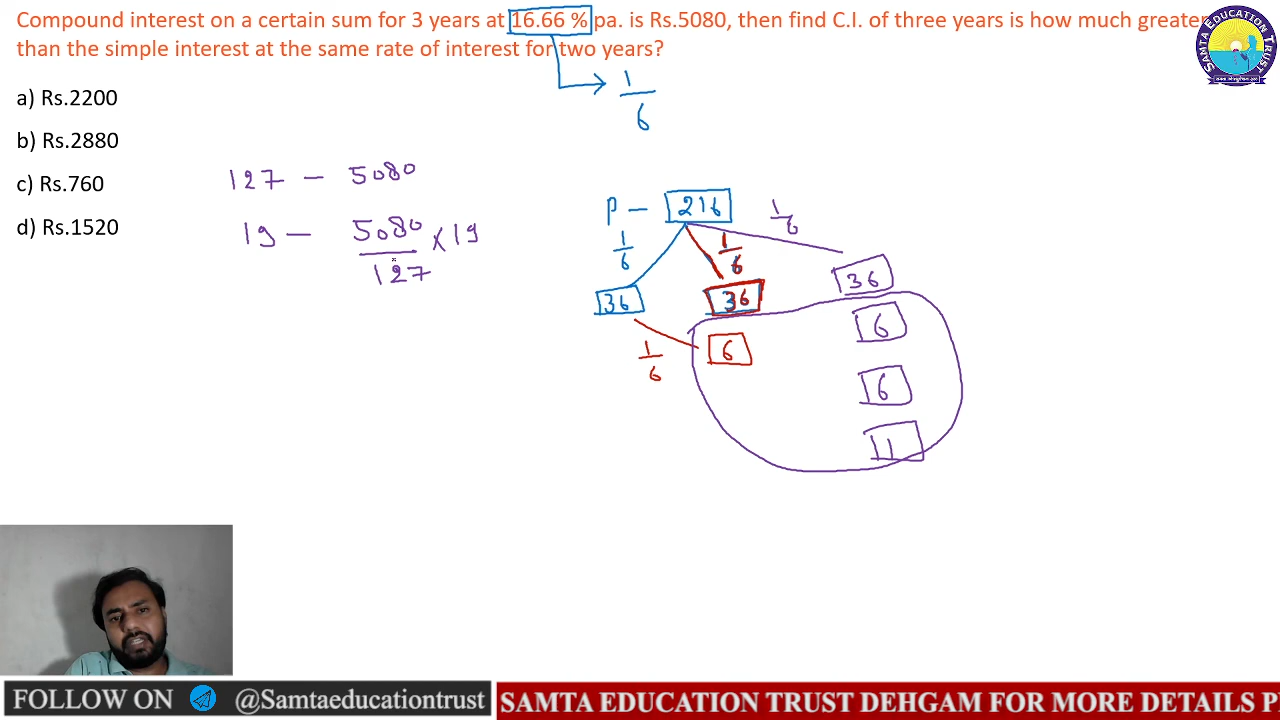 Compound interest on a certain sum for 3 years at 16.66 % pa. is Rs.5080, then find C.I. of three years is how much greater
than the simple interest at the same rate of interest for two years?
a) Rs.2200
b) Rs.2880
c) Rs.760
d) Rs.1520
1/6
127 – 5080
19 – 5080/127 × 19
P – 216
1/6 1/6 1/6
36 36 36
6
1/6 6
6
11
SAMTA EDUCATION TRUST
FOLLOW ON @Samtaeducationtrust
SAMTA EDUCATION TRUST DEHGAM FOR MORE DETAILS P